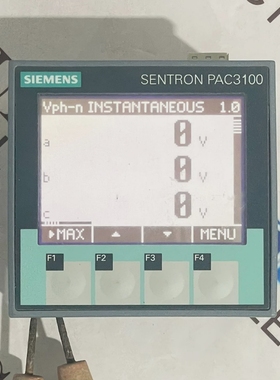 SIEMENS SENTRON PAC3100
Vph-n INSTANTANEOUS 1.0
a 0 V
b 0 V
c 0 V
▶MAX ▲ ▼ MENU
F1 F2 F3 F4